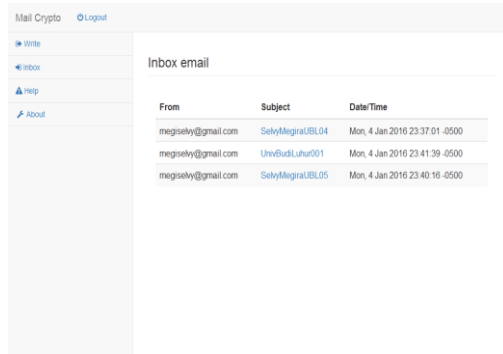 Mail Crypto Logout
Write
Inbox
Help
About
Inbox email
From Subject Date/Time
megiselvy@gmail.com SelvyMegiraUBL04 Mon, 4 Jan 2016 23:37:01 -0500
megiselvy@gmail.com UnivBudiLuhur001 Mon, 4 Jan 2016 23:41:39 -0500
megiselvy@gmail.com SelvyMegiraUBL05 Mon, 4 Jan 2016 23:40:16 -0500